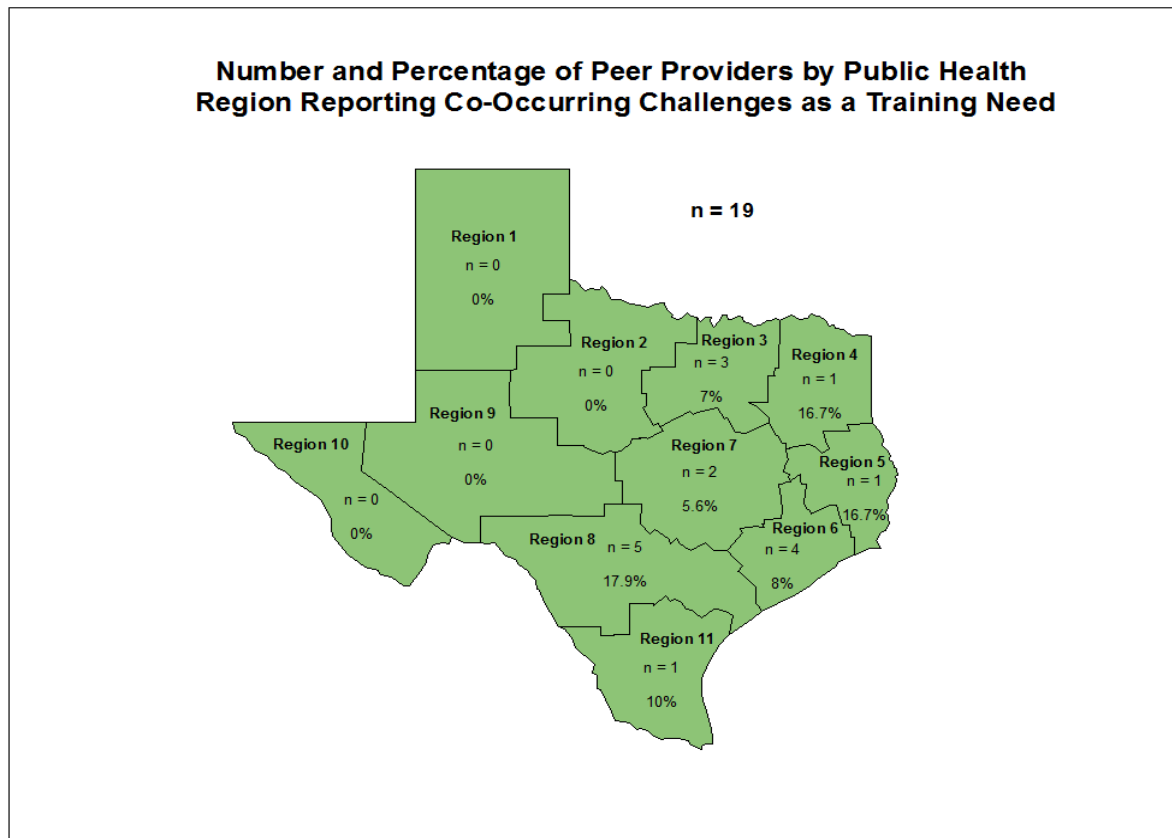 Number and Percentage of Peer Providers by Public Health
Region Reporting Co-Occurring Challenges as a Training Need
n = 19
Region 1
n = 0
0%
Region 2
n = 0
0%
Region 3
n = 3
7%
Region 4
n = 1
16.7%
Region 9
n = 0
0%
Region 10
n = 0
0%
Region 7
n = 2
5.6%
Region 5
n = 1
16.7%
Region 6
n = 4
8%
Region 8
n = 5
17.9%
Region 11
n = 1
10%